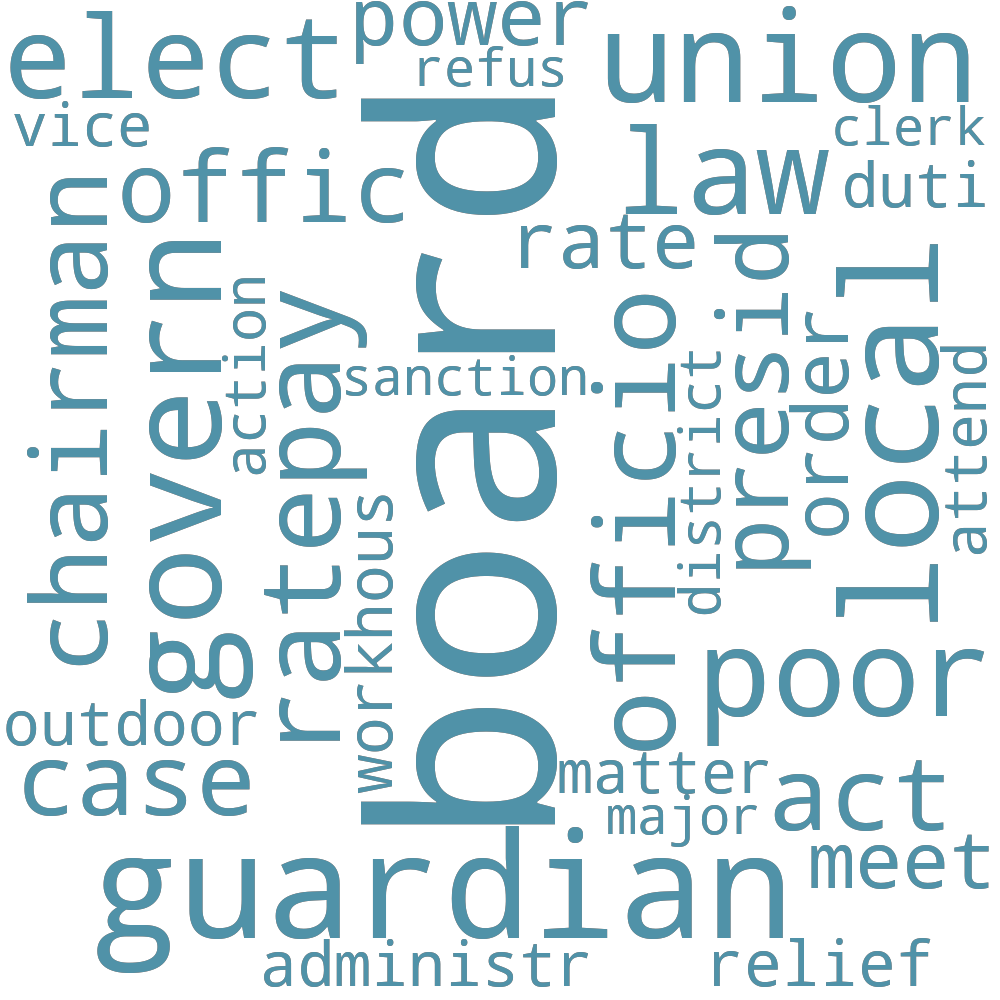 power
elect
union
refus
vice
clerk
board
law
offic
duti
chairman
rate
govern
presid
local
action
ratepay
officio
order
sanction
district
attend
workhous
poor
outdoor
case
matter
act
major
guardian
meet
administr
relief